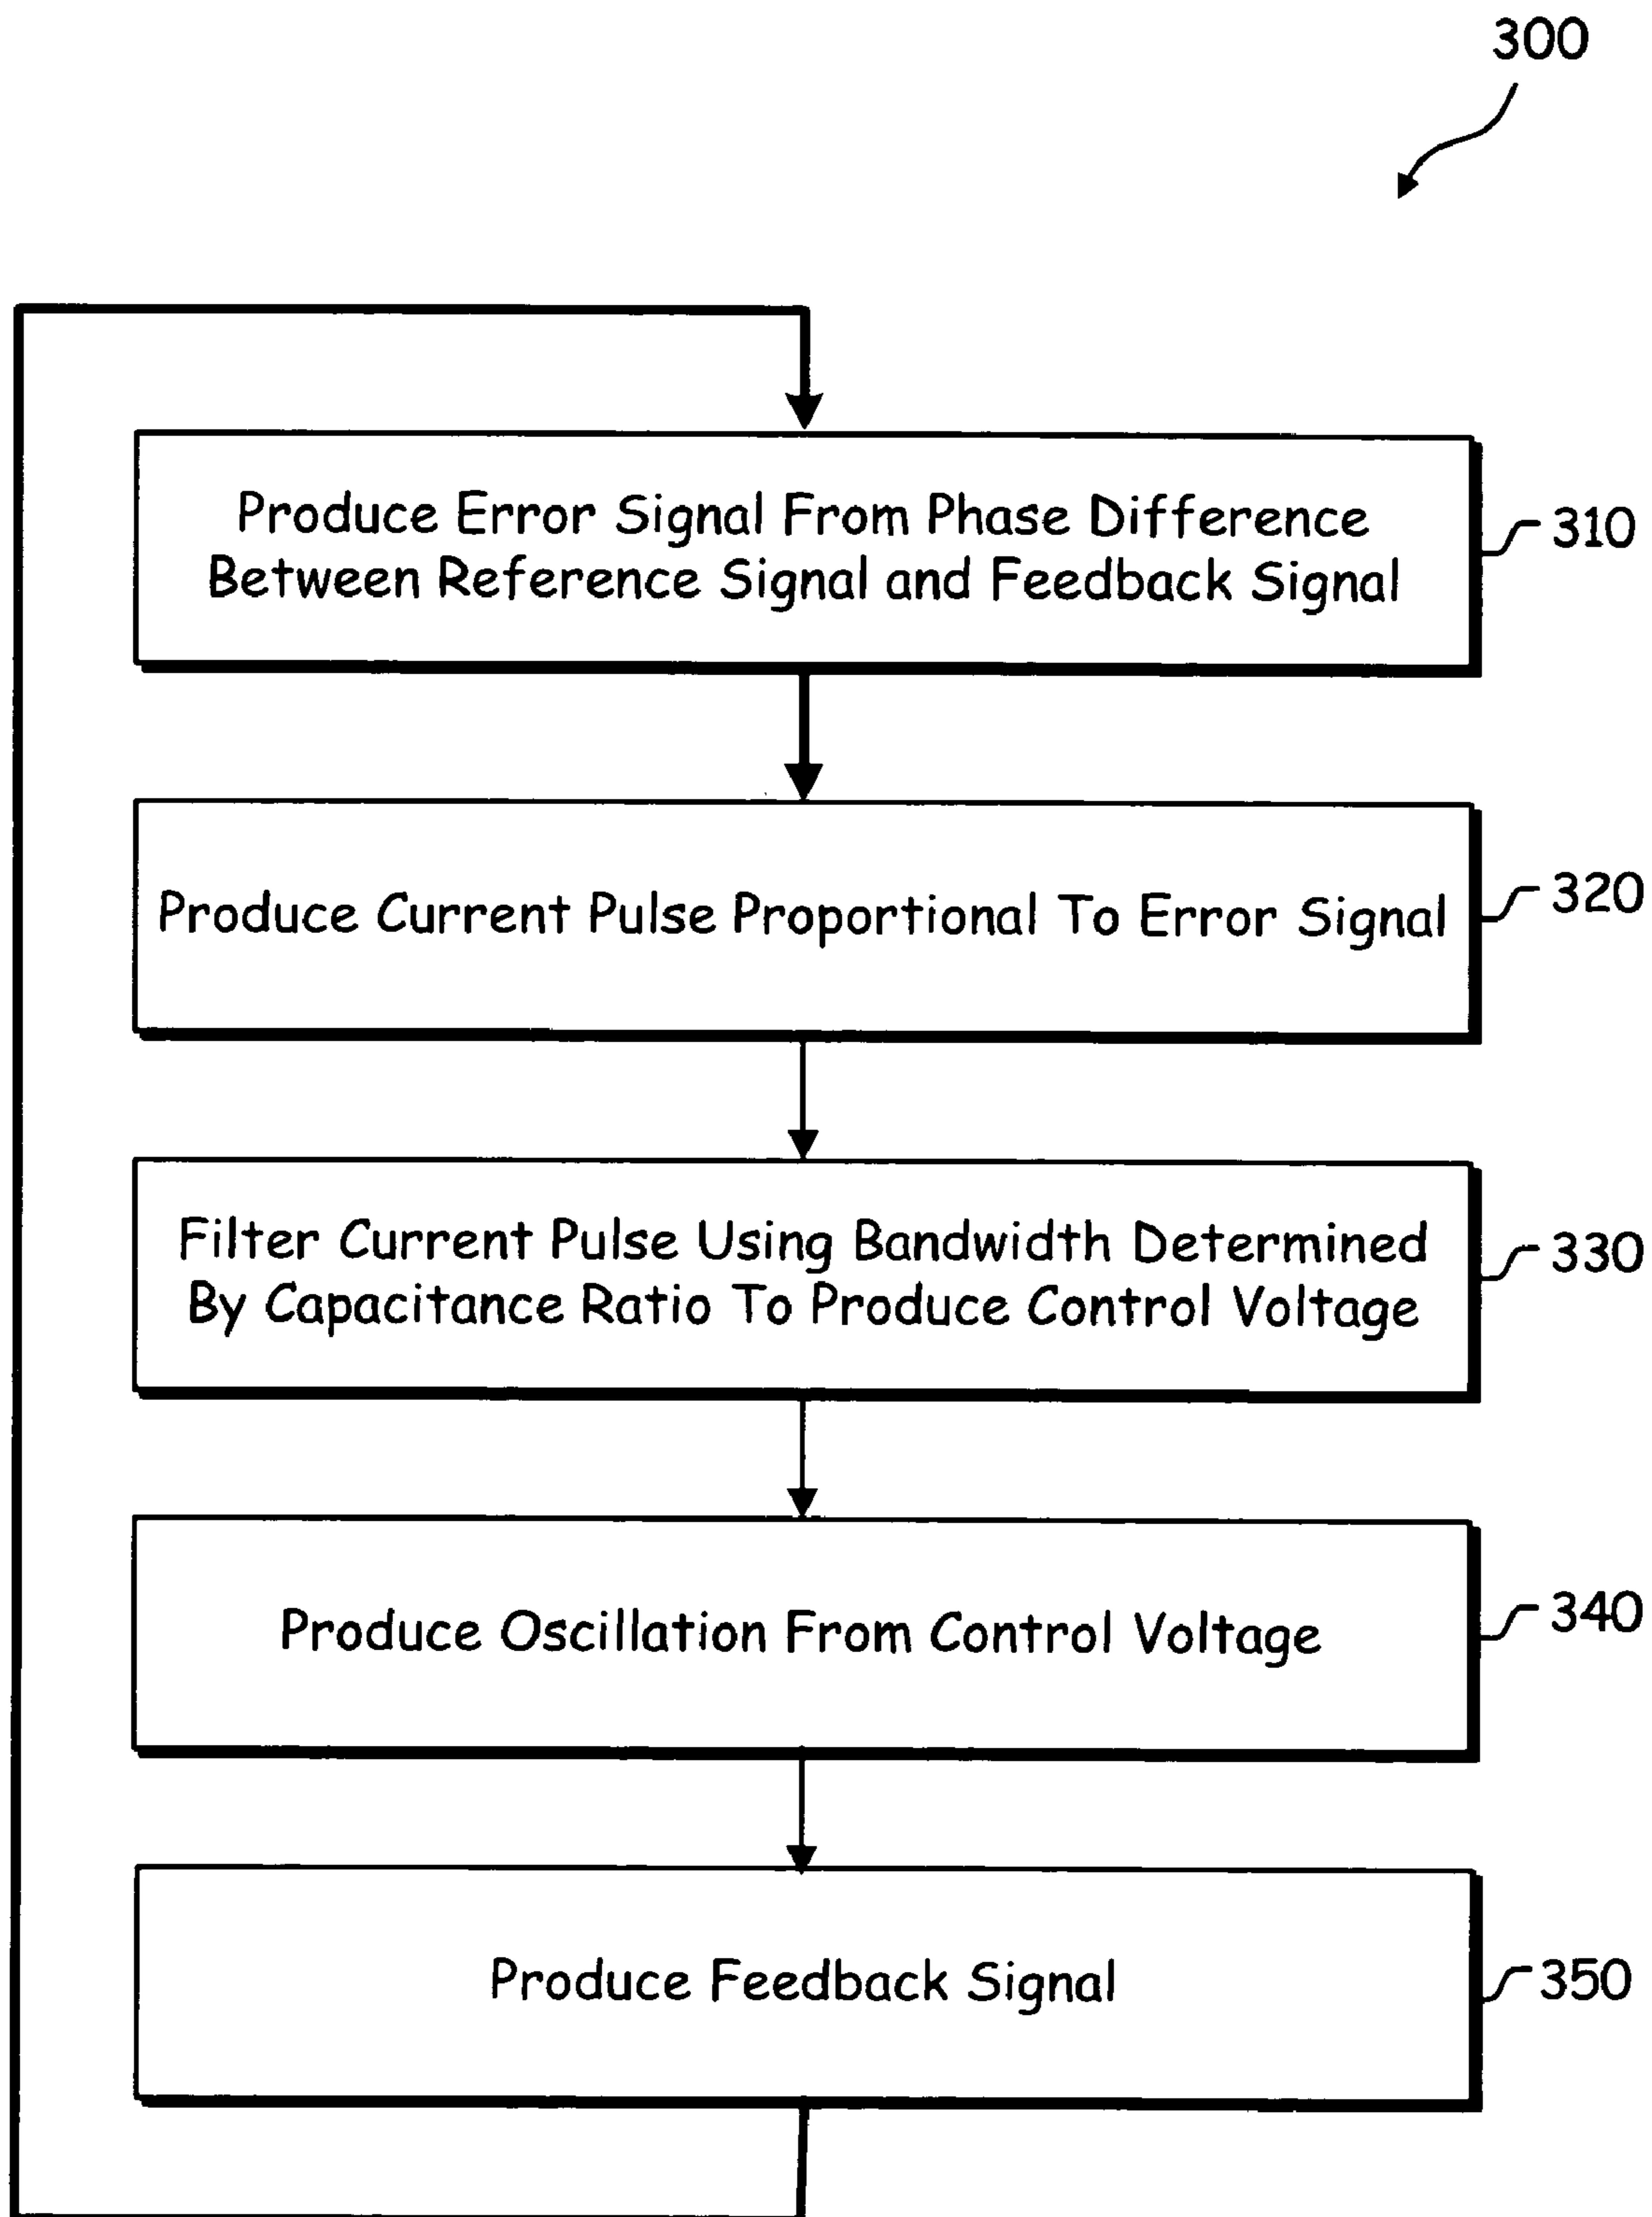 300
Produce Error Signal From Phase Difference
Between Reference Signal and Feedback Signal
310
Produce Current Pulse Proportional To Error Signal
320
Filter Current Pulse Using Bandwidth Determined
By Capacitance Ratio To Produce Control Voltage
330
Produce Oscillation From Control Voltage
340
Produce Feedback Signal
350